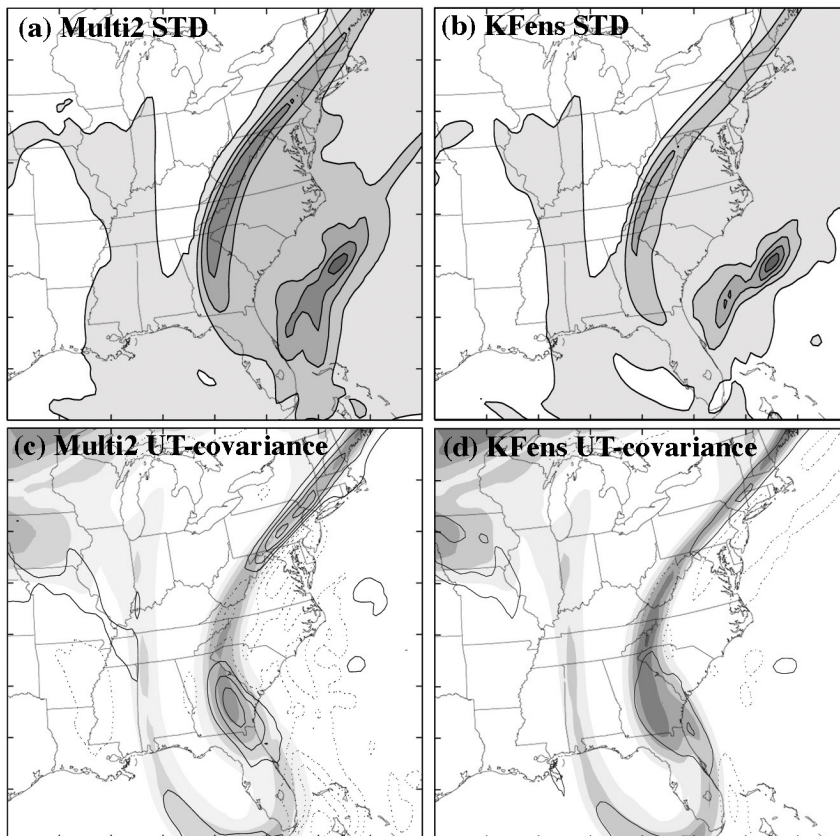 (a) Multi2 STD
(b) KFens STD
(c) Multi2 UT-covariance
(d) KFens UT-covariance